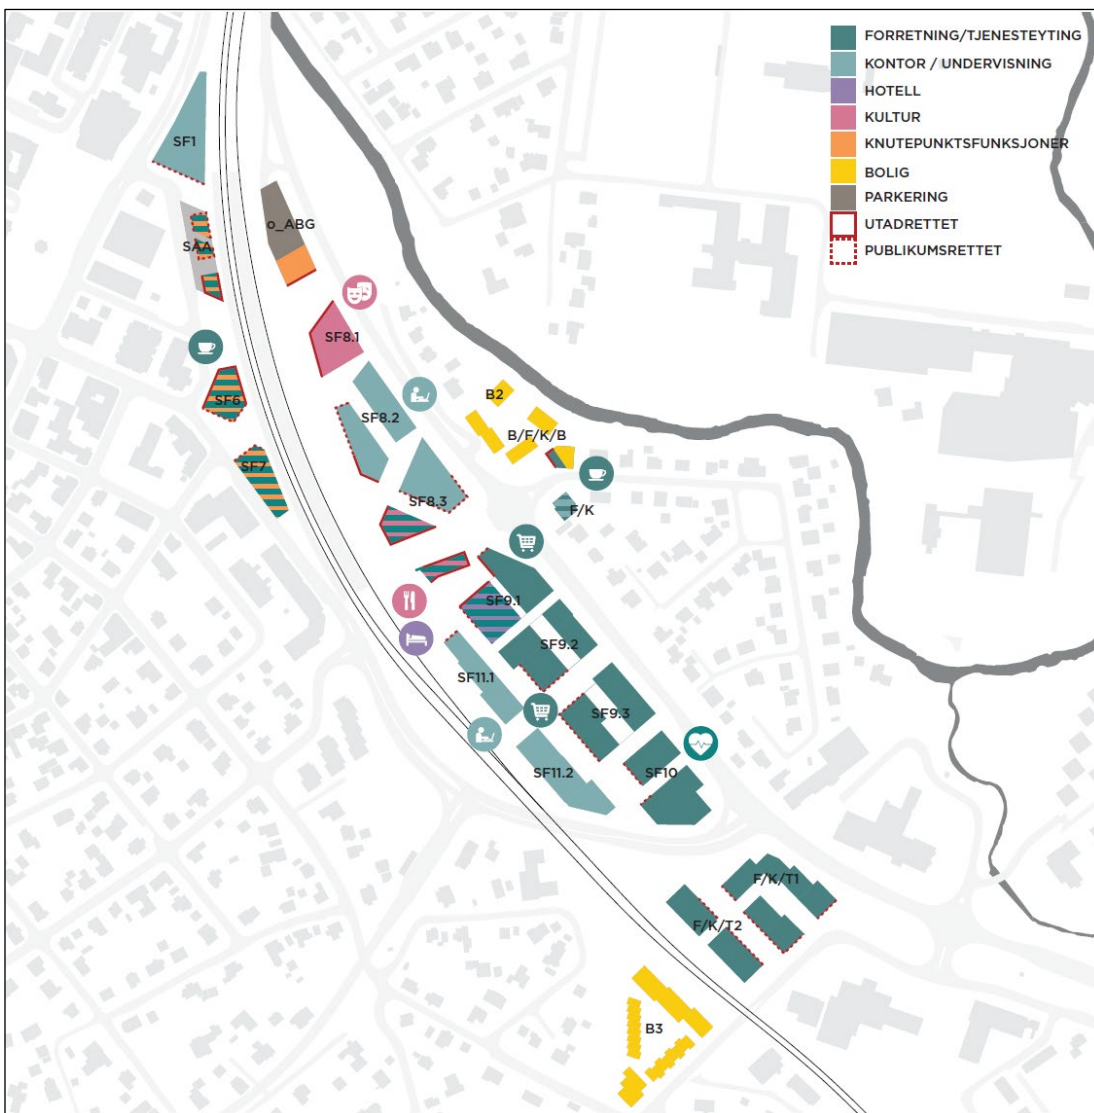 FORRETNING/TJENESTEYTING
KONTOR / UNDERVISNING
HOTELL
KULTUR
KNUTEPUNKTSFUNKSJONER
BOLIG
PARKERING
UTADRETTET
PUBLIKUMSRETTET
SF1
o_ABG
SAA
SF8.1
SF6
B2
SF8.2
B/F/K/B
SF7
SF8.3
F/K
SF9.1
SF9.2
SF11.1
SF9.3
SF11.2
SF10
F/K/T1
F/K/T2
B3